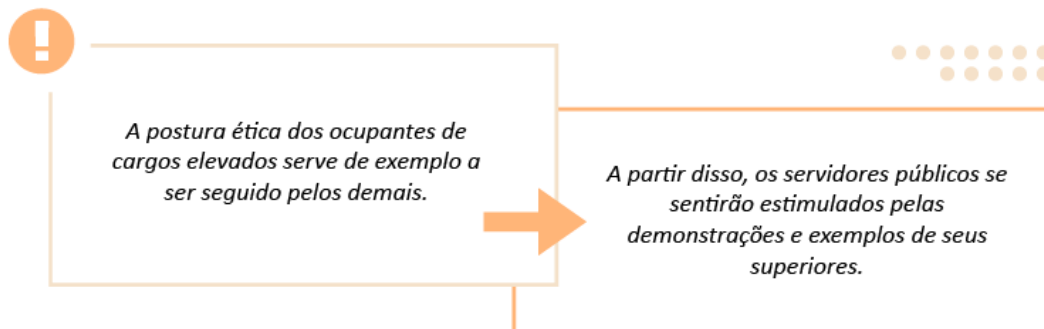 A postura ética dos ocupantes de
cargos elevados serve de exemplo a
ser seguido pelos demais.
A partir disso, os servidores públicos se
sentirão estimulados pelas
demonstrações e exemplos de seus
superiores.